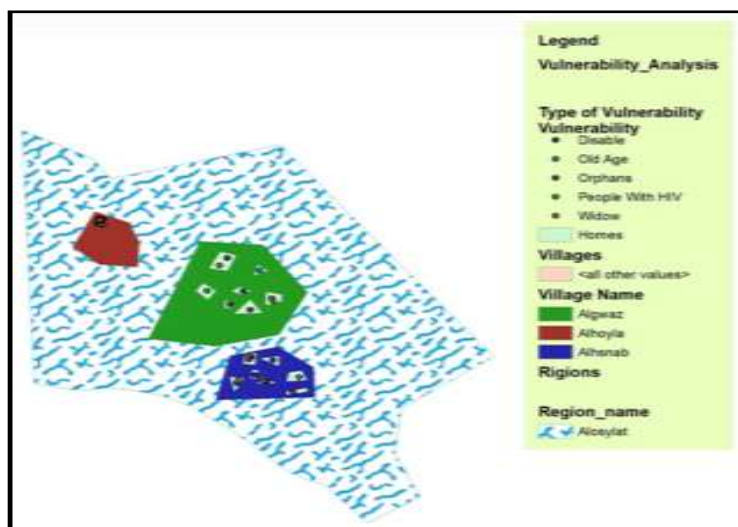 Legend
Vulnerability_Analysis
Type of Vulnerability
Vulnerability
Disable
Old Age
Orphans
People With HIV
Widow
Homes
Villages
<all other values>
Village Name
Algwaz
Alhoyla
Alhsnab
Rigions
Region_name